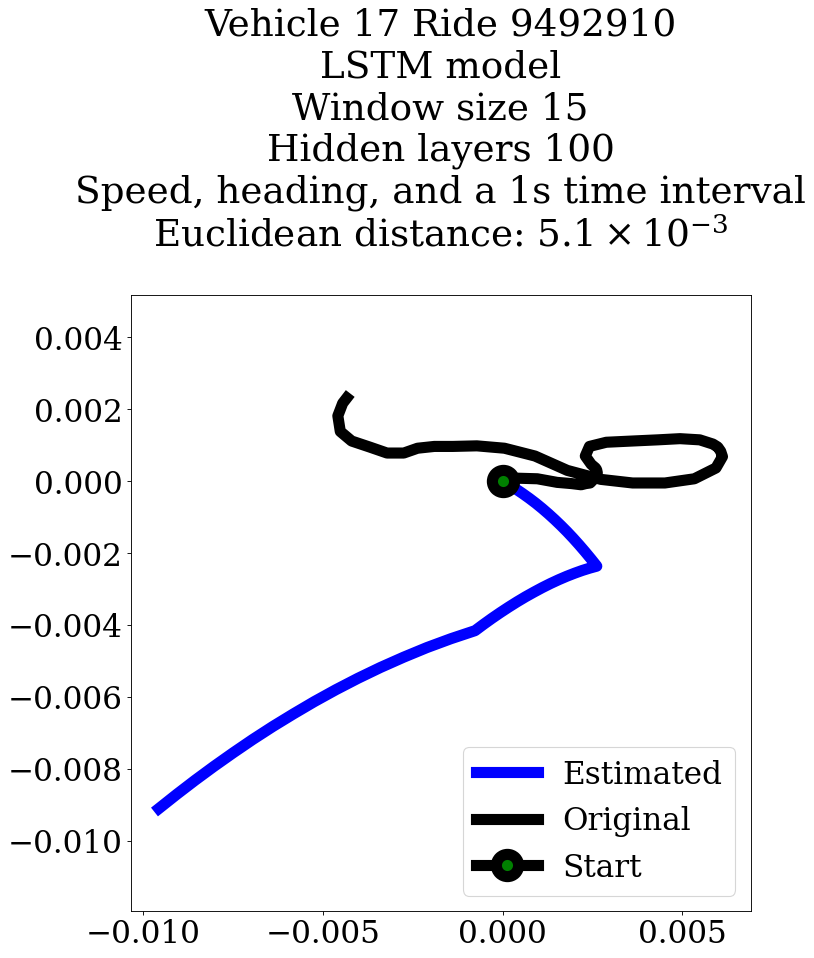 Vehicle 17 Ride 9492910
LSTM model
Window size 15
Hidden layers 100
Speed, heading, and a 1s time interval
Euclidean distance: 5.1 × 10⁻³
0.004
0.002
0.000
−0.002
−0.004
−0.006
−0.008
−0.010
Estimated
Original
Start
−0.010
−0.005
0.000
0.005